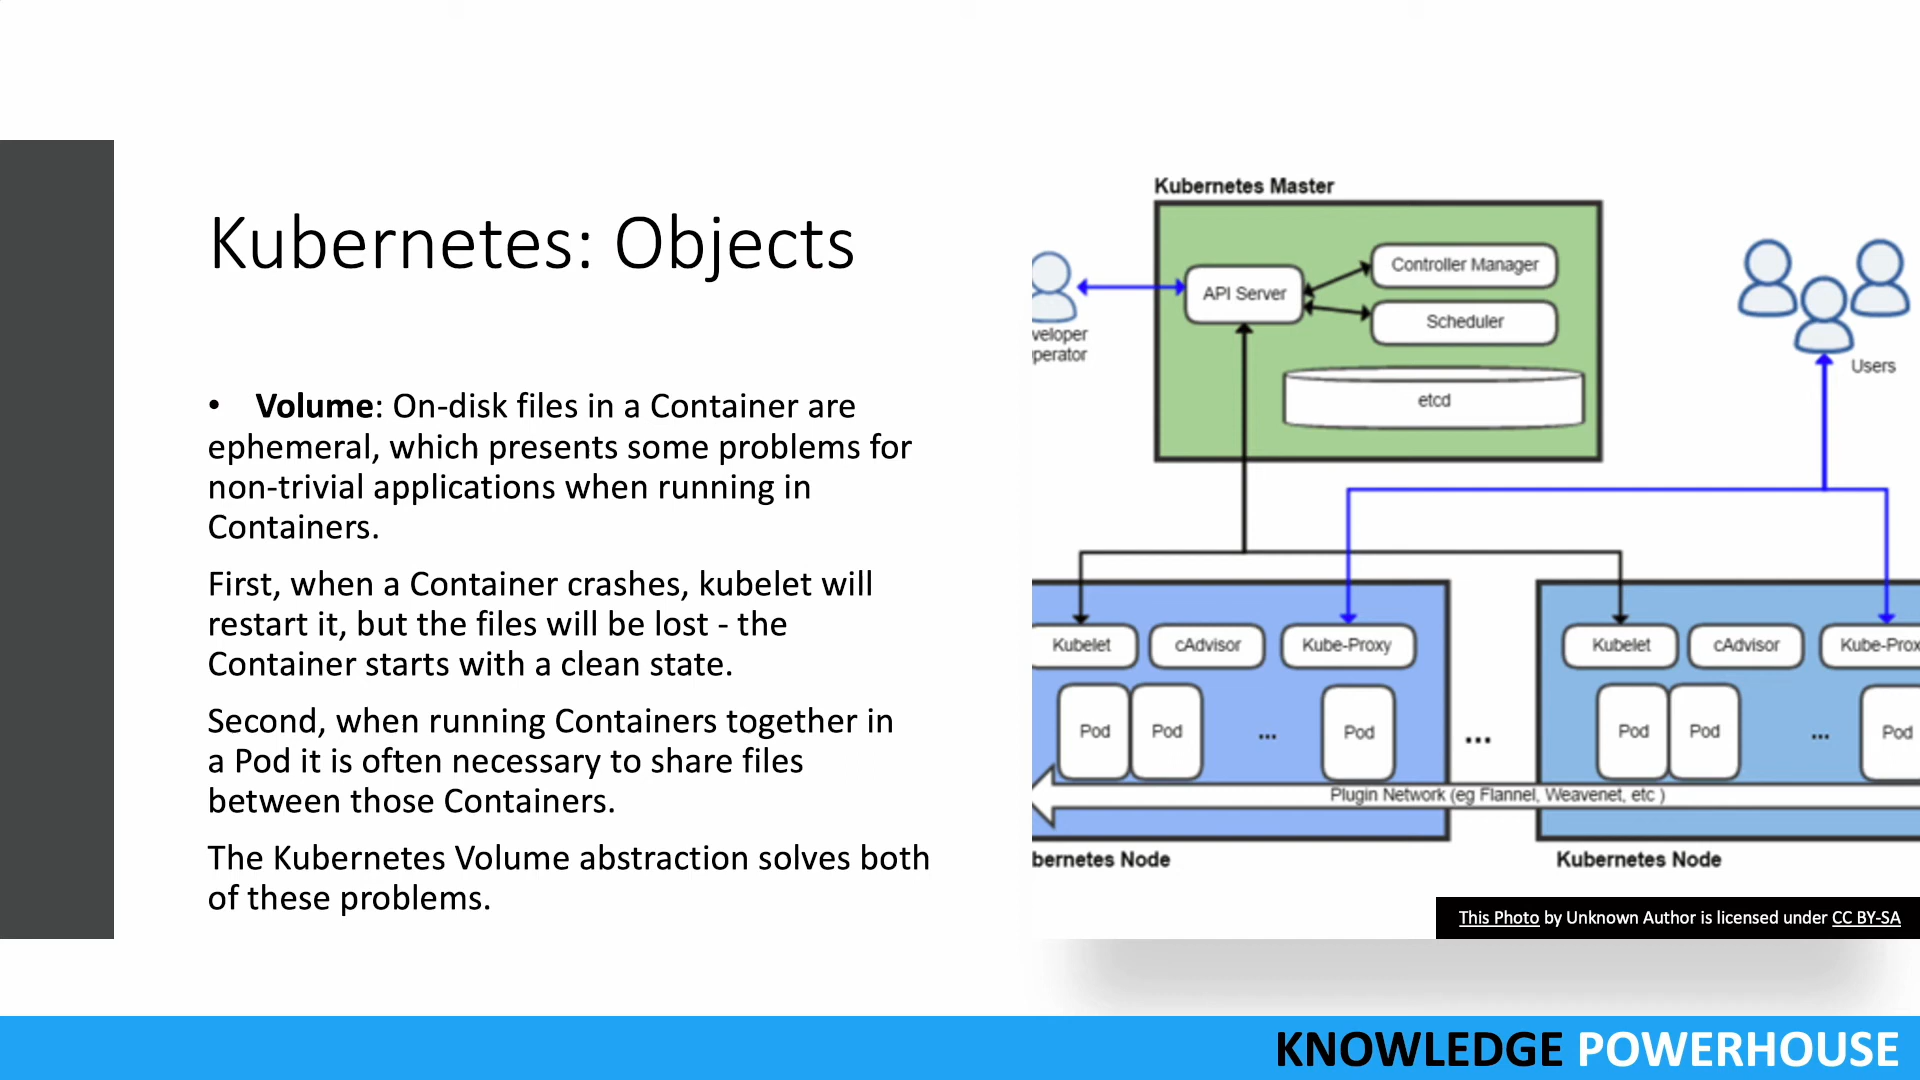 Kubernetes: Objects
• Volume: On-disk files in a Container are
ephemeral, which presents some problems for
non-trivial applications when running in
Containers.
First, when a Container crashes, kubelet will
restart it, but the files will be lost - the
Container starts with a clean state.
Second, when running Containers together in
a Pod it is often necessary to share files
between those Containers.
The Kubernetes Volume abstraction solves both
of these problems.
Kubernetes Master
API Server
Controller Manager
Scheduler
etcd
veloper
perator
Users
Kubelet
cAdvisor
Kube-Proxy
Pod
Pod
...
Pod
...
Kubelet
cAdvisor
Kube-Prox
Pod
Pod
...
Pod
Plugin Network (eg Flannel, Weavenet, etc )
bernetes Node
Kubernetes Node
This Photo by Unknown Author is licensed under CC BY-SA
KNOWLEDGE POWERHOUSE